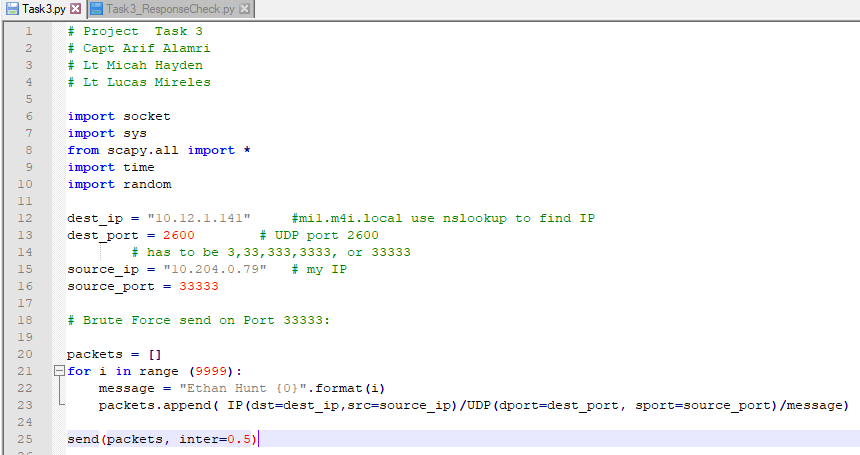 Task3.py Task3_ResponseCheck.py
1 # Project  Task 3
2 # Capt Arif Alamri
3 # Lt Micah Hayden
4 # Lt Lucas Mireles
5
6 import socket
7 import sys
8 from scapy.all import *
9 import time
10 import random
11
12 dest_ip = "10.12.1.141"     #mi1.m4i.local use nslookup to find IP
13 dest_port = 2600         # UDP port 2600
14         # has to be 3,33,333,3333, or 33333
15 source_ip = "10.204.0.79"   # my IP
16 source_port = 33333
17
18 # Brute Force send on Port 33333:
19
20 packets = []
21 for i in range (9999):
22     message = "Ethan Hunt {0}".format(i)
23     packets.append( IP(dst=dest_ip,src=source_ip)/UDP(dport=dest_port, sport=source_port)/message)
24
25 send(packets, inter=0.5)